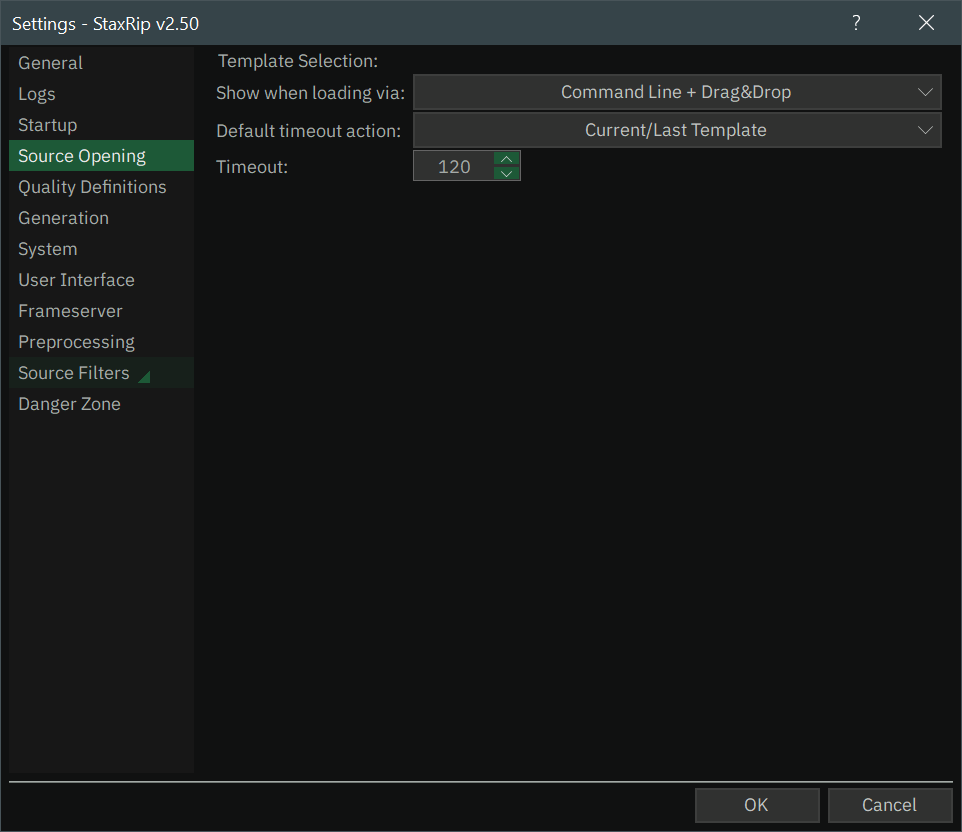 Settings - StaxRip v2.50
?
General
Logs
Startup
Source Opening
Quality Definitions
Generation
System
User Interface
Frameserver
Preprocessing
Source Filters
Danger Zone
Template Selection:
Show when loading via: Command Line + Drag&Drop
Default timeout action: Current/Last Template
Timeout: 120
OK Cancel